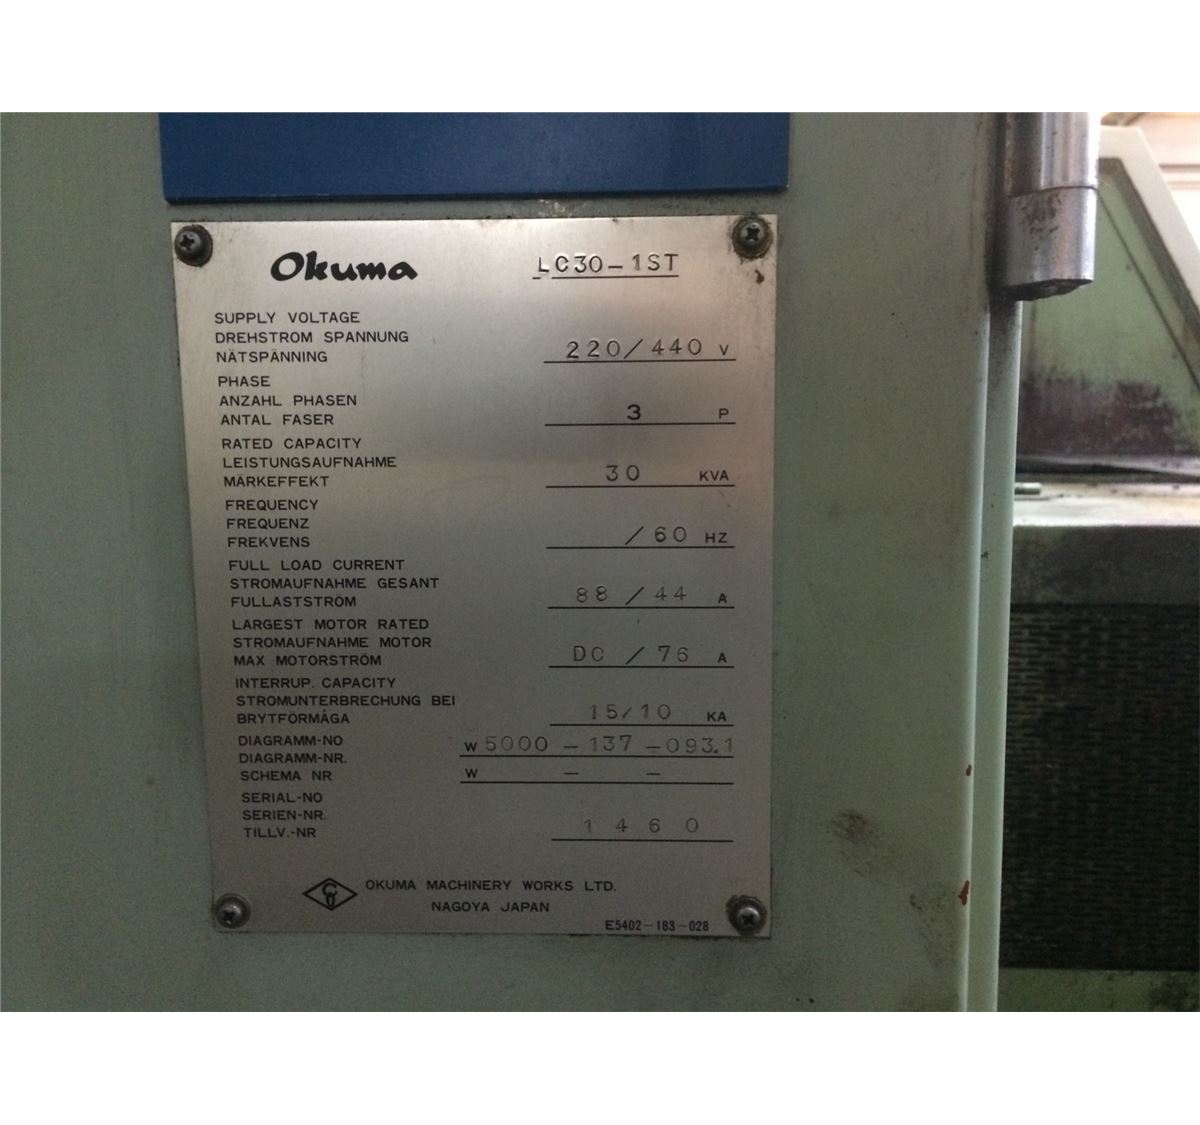 Okuma LC30-1ST
SUPPLY VOLTAGE
DREHSTROM SPANNUNG
NÄTSPÄNNING 220/440 V
PHASE
ANZAHL PHASEN
ANTAL FASER 3 P
RATED CAPACITY
LEISTUNGSAUFNAHME
MÄRKEFFEKT 30 KVA
FREQUENCY
FREQUENZ
FREKVENS /60 HZ
FULL LOAD CURRENT
STROMAUFNAHME GESANT
FULLASTSTRÖM 88 / 44 A
LARGEST MOTOR RATED
STROMAUFNAHME MOTOR
MAX MOTORSTRÖM DC / 76 A
INTERRUP. CAPACITY
STROMUNTERBRECHUNG BEI
BRYTFÖRMÅGA 15/10 KA
DIAGRAMM-NO
DIAGRAMM-NR. W 5000 - 137 - 093.1
SCHEMA NR W - -
SERIAL-NO
SERIEN-NR.
TILLV.-NR 1460
OKUMA MACHINERY WORKS LTD.
NAGOYA JAPAN
E5402-183-028